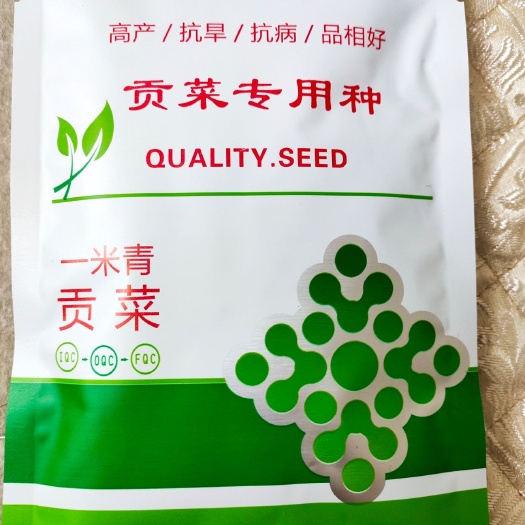 高产/抗旱/抗病/品相好
贡菜专用种
QUALITY.SEED
一米青
贡菜
IQC OQC FQC